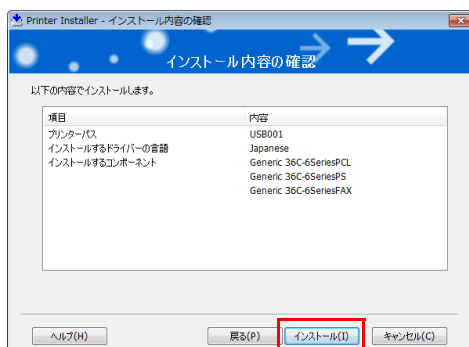 Printer Installer - インストール内容の確認
インストール内容の確認
以下の内容でインストールします。
項目 内容
プリンターパス USB001
インストールするドライバーの言語 Japanese
インストールするコンポーネント Generic 36C-6SeriesPCL
Generic 36C-6SeriesPS
Generic 36C-6SeriesFAX
ヘルプ(H) 戻る(P) インストール(I) キャンセル(C)